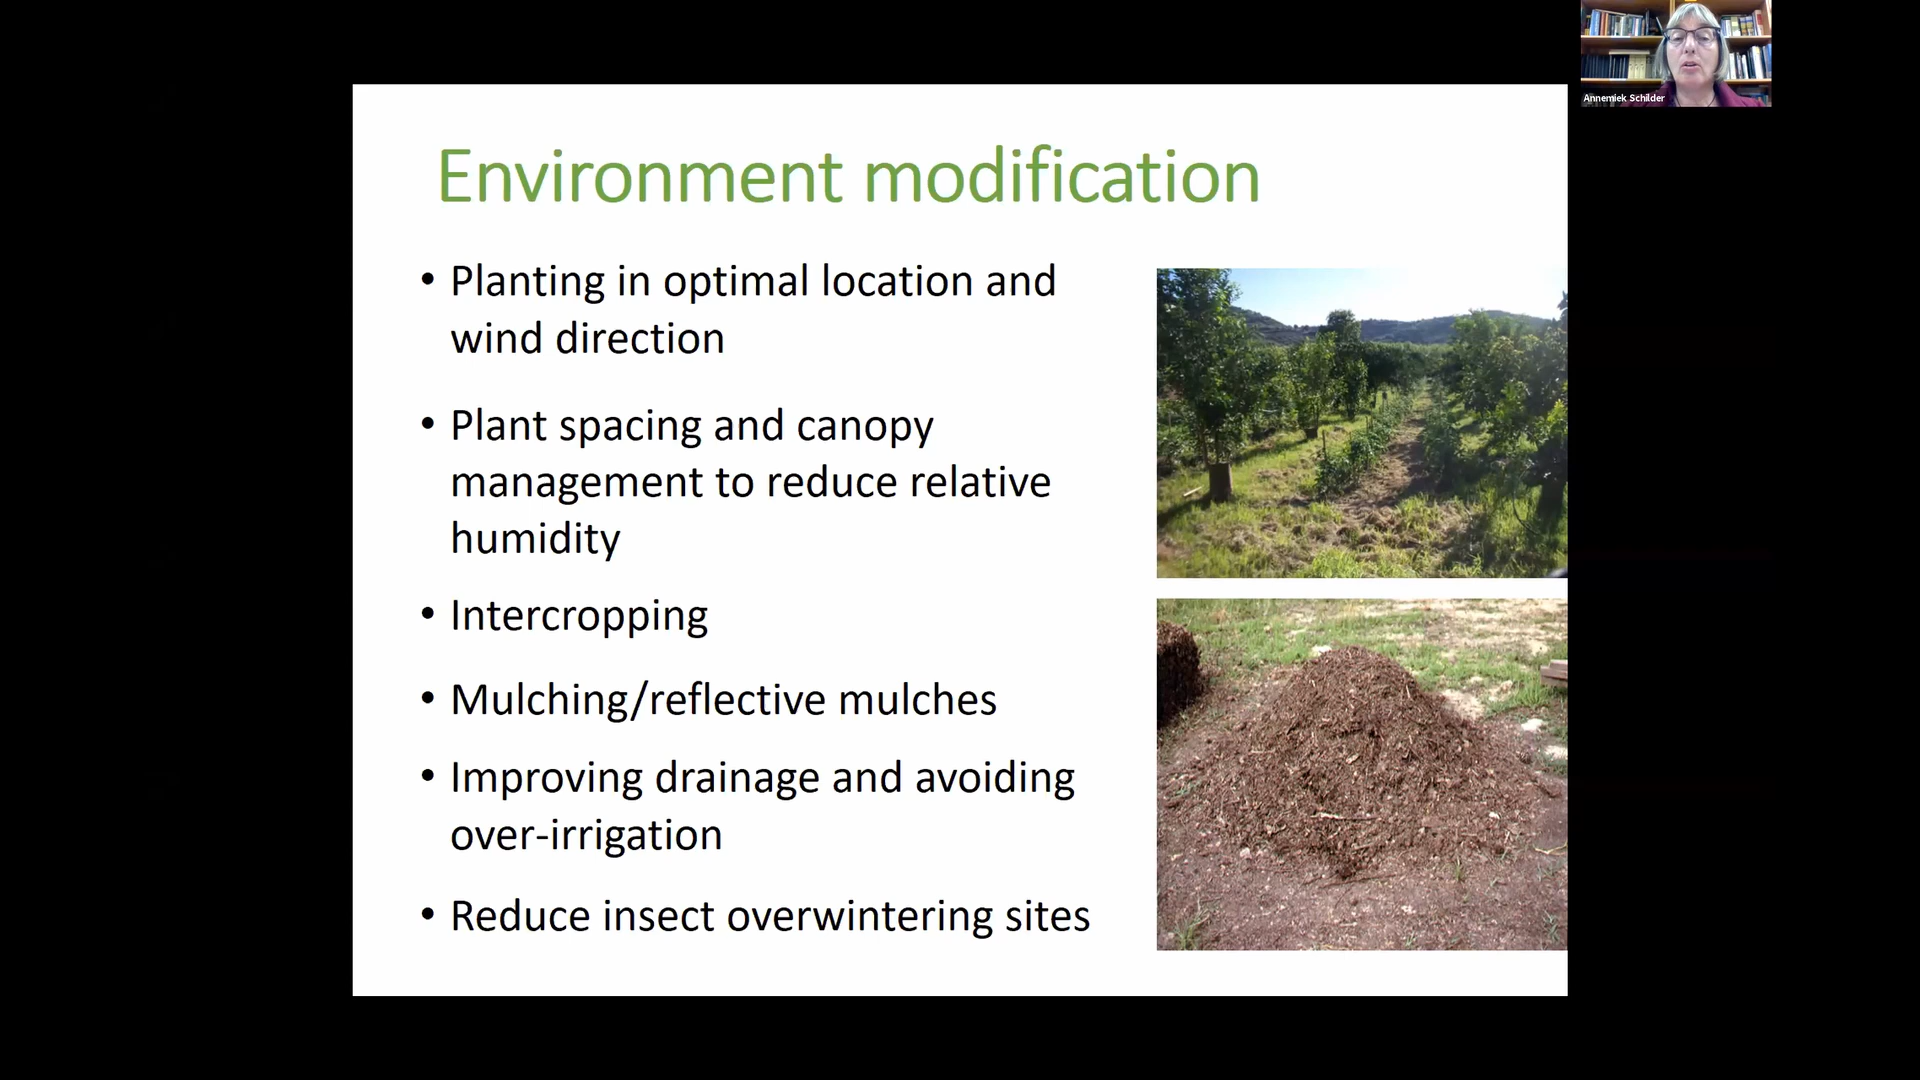 Annemiek Schilder
Environment modification
• Planting in optimal location and
wind direction
• Plant spacing and canopy
management to reduce relative
humidity
• Intercropping
• Mulching/reflective mulches
• Improving drainage and avoiding
over-irrigation
• Reduce insect overwintering sites